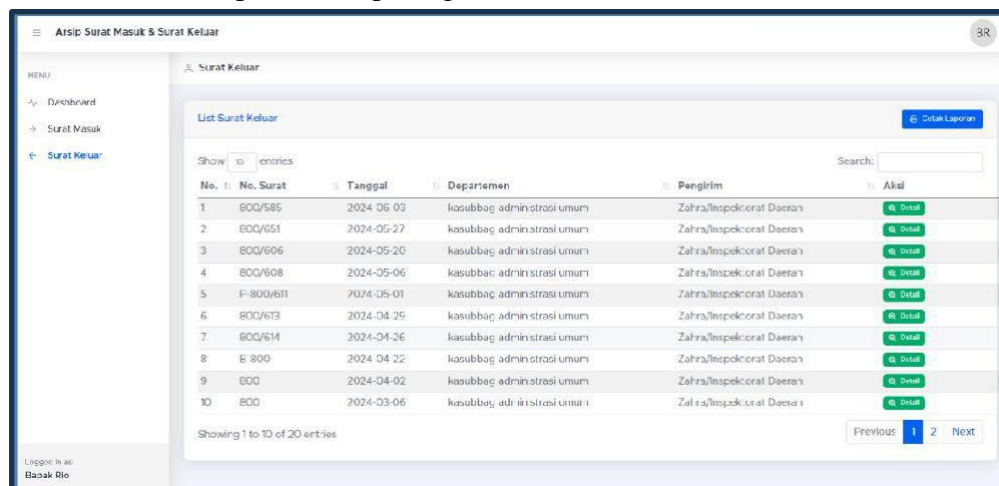 Arsip Surat Masuk & Surat Keluar
BR
MENU
Surat Keluar
Dashboard
Surat Masuk
Surat Keluar
List Surat Keluar
Cetak Laporan
Show 10 entries
Search:
No. No. Surat Tanggal Departemen Pengirim Aksi
1 800/585 2024-06-03 kasubbag administrasi umum Zahra/Inspektorat Daerah Detail
2 800/651 2024-05-27 kasubbag administrasi umum Zahra/Inspektorat Daerah Detail
3 800/606 2024-05-20 kasubbag administrasi umum Zahra/Inspektorat Daerah Detail
4 800/608 2024-05-06 kasubbag administrasi umum Zahra/Inspektorat Daerah Detail
5 P-800/611 2024-05-01 kasubbag administrasi umum Zahra/Inspektorat Daerah Detail
6 800/613 2024-04-29 kasubbag administrasi umum Zahra/Inspektorat Daerah Detail
7 800/614 2024-04-26 kasubbag administrasi umum Zahra/Inspektorat Daerah Detail
8 2024-04-22 kasubbag administrasi umum Zahra/Inspektorat Daerah Detail
9 800 2024-04-02 kasubbag administrasi umum Zahra/Inspektorat Daerah Detail
10 800 2024-03-06 kasubbag administrasi umum Zahra/Inspektorat Daerah Detail
Showing 1 to 10 of 20 entries
Previous 1 2 Next
Logged in as:
Bapak Rio